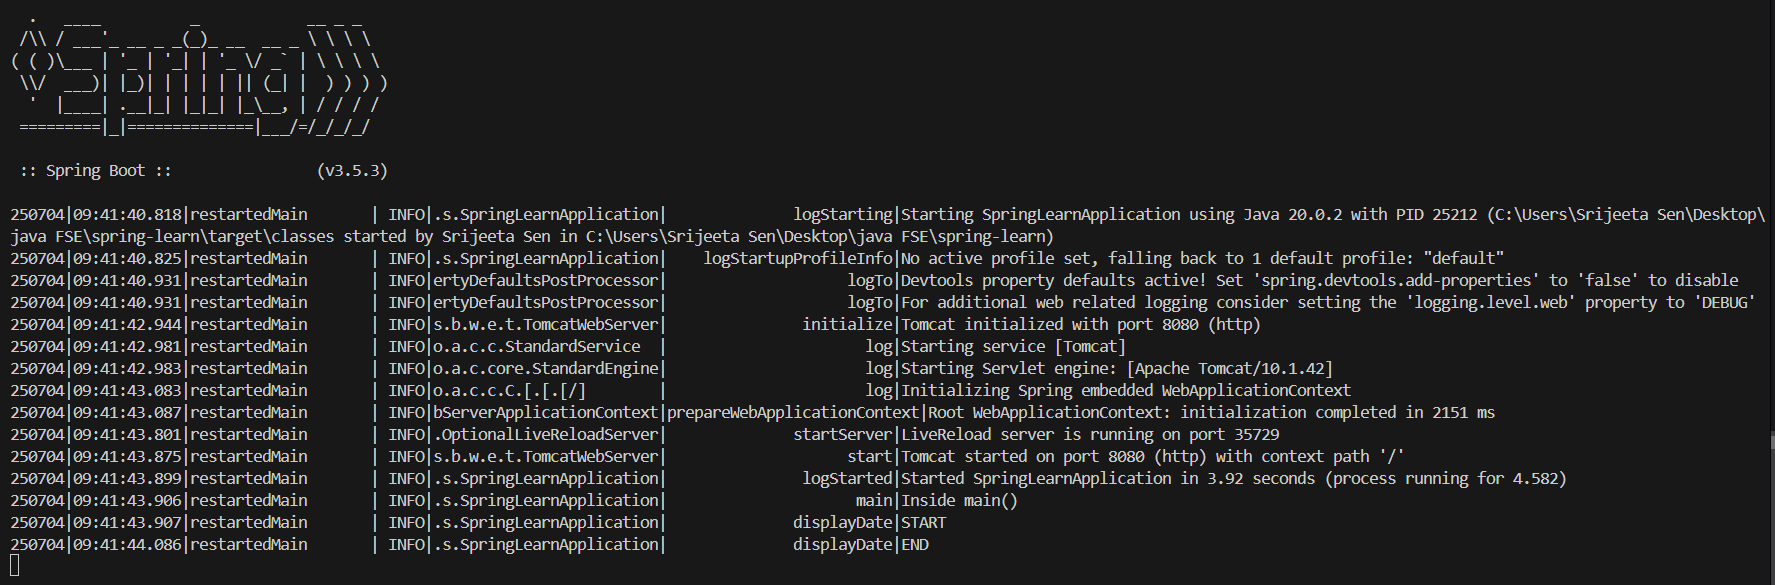 .   ____          _            __ _ _
 /\\ / ___'_ __ _ _(_)_ __  __ _ \ \ \ \
( ( )\___ | '_ | '_| | '_ \/ _` | \ \ \ \
 \\/  ___)| |_)| | | | | || (_| |  ) ) ) )
  '  |____| .__|_| |_|_| |_\__, | / / / /
 =========|_|==============|___/=/_/_/_/

 :: Spring Boot ::                (v3.5.3)

250704|09:41:40.818|restartedMain       | INFO|.s.SpringLearnApplication|              logStarting|Starting SpringLearnApplication using Java 20.0.2 with PID 25212 (C:\Users\Srijeeta Sen\Desktop\
java FSE\spring-learn\target\classes started by Srijeeta Sen in C:\Users\Srijeeta Sen\Desktop\java FSE\spring-learn)
250704|09:41:40.825|restartedMain       | INFO|.s.SpringLearnApplication|    logStartupProfileInfo|No active profile set, falling back to 1 default profile: "default"
250704|09:41:40.931|restartedMain       | INFO|ertyDefaultsPostProcessor|                    logTo|Devtools property defaults active! Set 'spring.devtools.add-properties' to 'false' to disable
250704|09:41:40.931|restartedMain       | INFO|ertyDefaultsPostProcessor|                    logTo|For additional web related logging consider setting the 'logging.level.web' property to 'DEBUG'
250704|09:41:42.944|restartedMain       | INFO|s.b.w.e.t.TomcatWebServer|               initialize|Tomcat initialized with port 8080 (http)
250704|09:41:42.981|restartedMain       | INFO|o.a.c.c.StandardService  |                      log|Starting service [Tomcat]
250704|09:41:42.983|restartedMain       | INFO|o.a.c.core.StandardEngine|                      log|Starting Servlet engine: [Apache Tomcat/10.1.42]
250704|09:41:43.083|restartedMain       | INFO|o.a.c.c.C.[.[.[/]        |                      log|Initializing Spring embedded WebApplicationContext
250704|09:41:43.087|restartedMain       | INFO|bServerApplicationContext|prepareWebApplicationContext|Root WebApplicationContext: initialization completed in 2151 ms
250704|09:41:43.801|restartedMain       | INFO|.OptionalLiveReloadServer|              startServer|LiveReload server is running on port 35729
250704|09:41:43.875|restartedMain       | INFO|s.b.w.e.t.TomcatWebServer|                    start|Tomcat started on port 8080 (http) with context path '/'
250704|09:41:43.899|restartedMain       | INFO|.s.SpringLearnApplication|               logStarted|Started SpringLearnApplication in 3.92 seconds (process running for 4.582)
250704|09:41:43.906|restartedMain       | INFO|.s.SpringLearnApplication|                     main|Inside main()
250704|09:41:43.907|restartedMain       | INFO|.s.SpringLearnApplication|              displayDate|START
250704|09:41:44.086|restartedMain       | INFO|.s.SpringLearnApplication|              displayDate|END